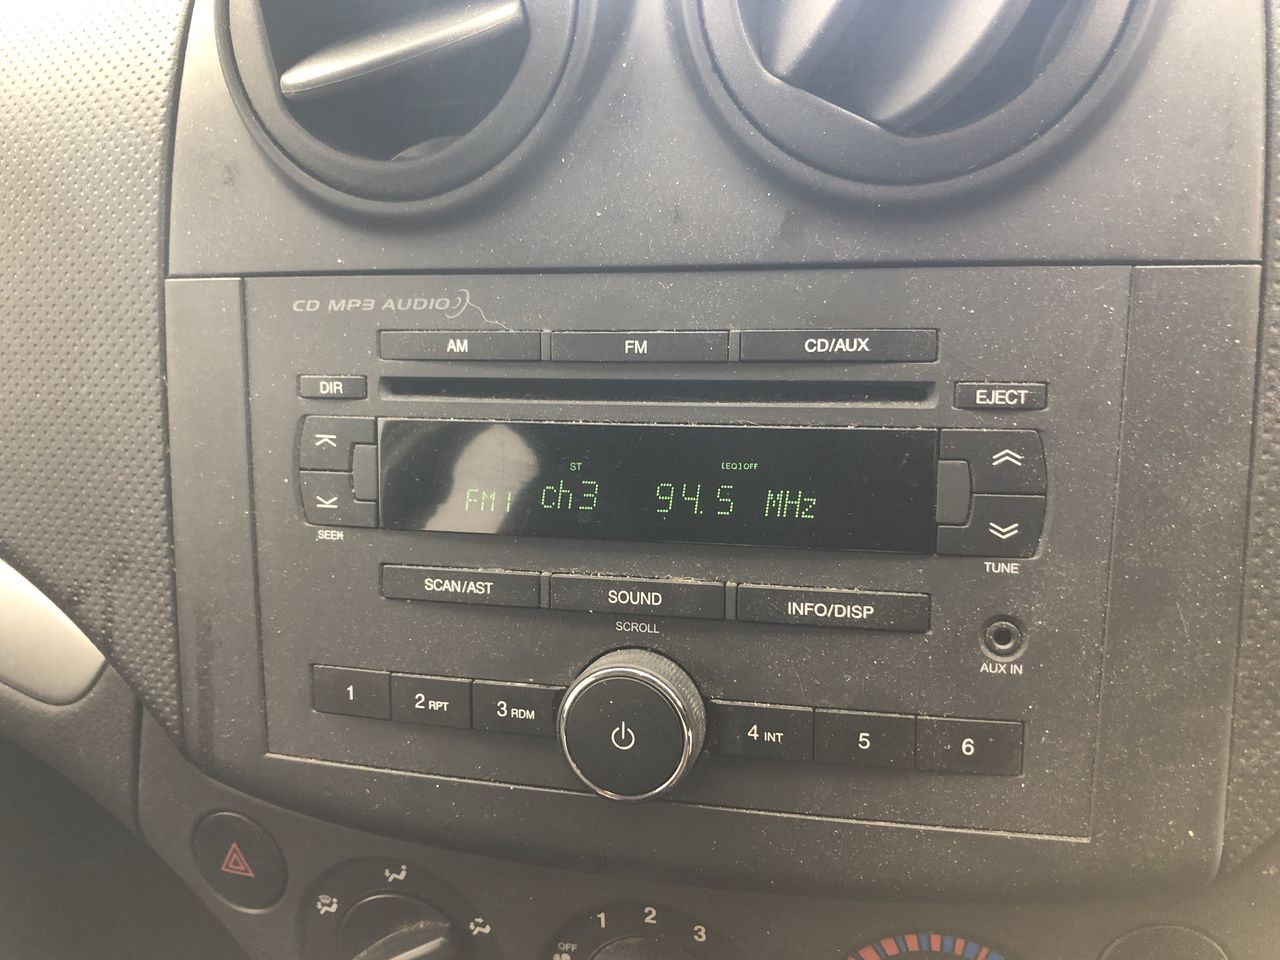 CD MP3 AUDIO
AM FM CD/AUX
DIR EJECT
ST [EQ]OFF
FM1 ch3 94.5 MHz
SEEK TUNE
SCAN/AST SOUND INFO/DISP
SCROLL
AUX IN
1 2 RPT 3 RDM 4 INT 5 6
OFF 1 2 3